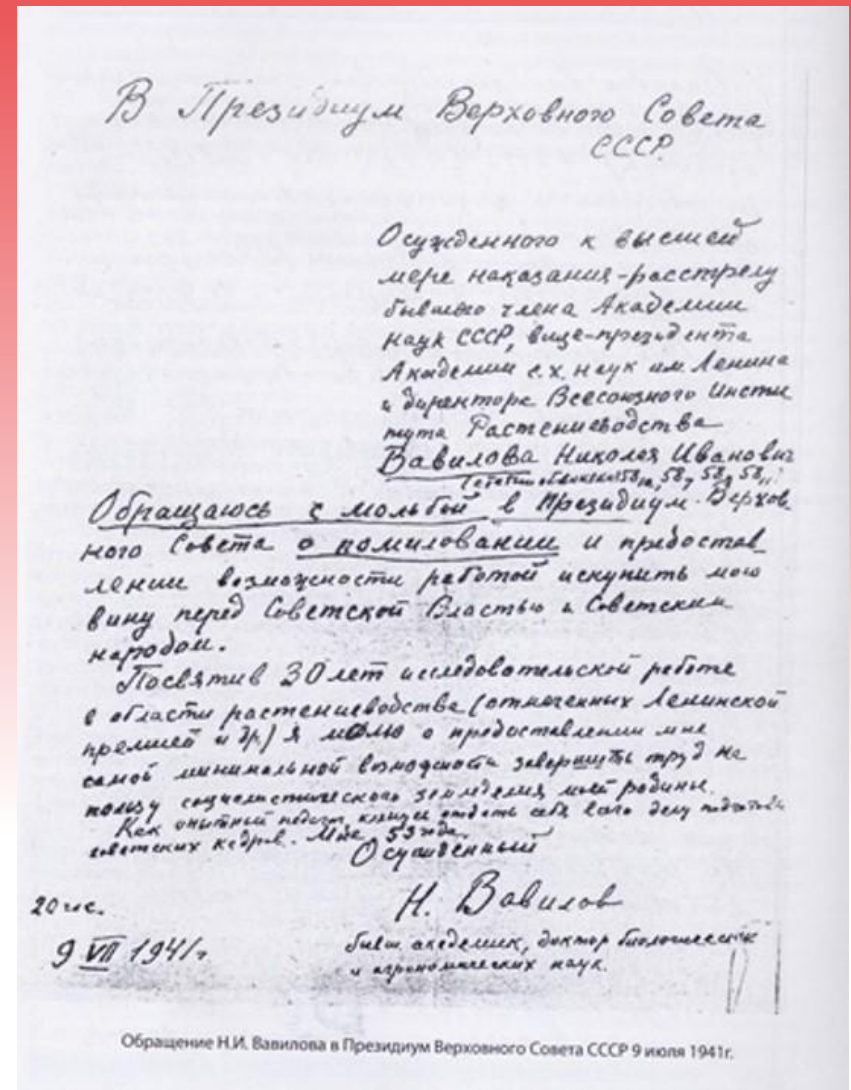 В Президиум Верховного Совета
СССР.
Осужденного к высшей
мере наказания-расстрелу
бывшего члена Академии
наук СССР, вице-президента
Академии с.х. наук им. Ленина
и директора Всесоюзного Инсти
тута Растениеводства
Вавилова Николая Ивановича
58
Обращаюсь с мольбой в Президиум Верхов
ного Совета о помиловании и предостав
лении возможности работой искупить мою
вину перед Советской Властью и Советским
народом.
Посвятив 30 лет исследовательской работе
в области растениеводства (отмеченных Ленинской
премией и др) я молю о предоставлении мне
самой минимальной возможности завершить труд на
пользу социалистического земледелия моей родины.
Как опытный педагог, клянусь отдать себя всего делу подготовки
советских кадров. Мне 53 года.
Осужденный
20 час.
Н. Вавилов
9 VII 1941г
бывш. академик, доктор биологических
и агрономических наук.
Обращение Н.И. Вавилова в Президиум Верховного Совета СССР 9 июля 1941г.